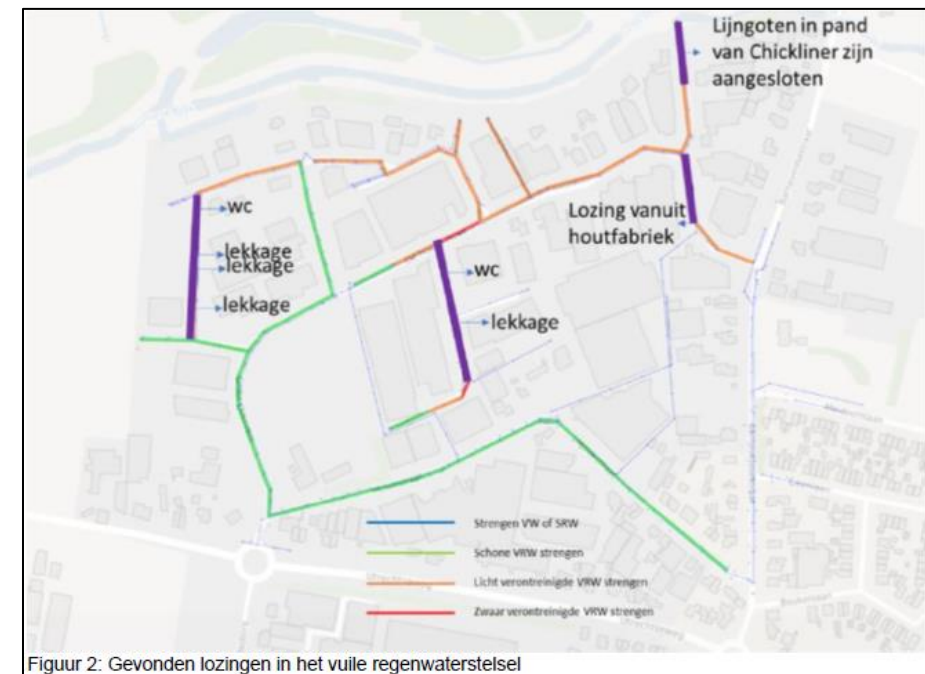 Lijngoten in pand
van Chickliner zijn
aangesloten
wc
lekkage
lekkage
lekkage
wc
lekkage
Lozing vanuit
houtfabriek
Strengen VW of SRW
Schone VRW strengen
Licht verontreinigde VRW strengen
Zwaar verontreinigde VRW strengen
Figuur 2: Gevonden lozingen in het vuile regenwaterstelsel